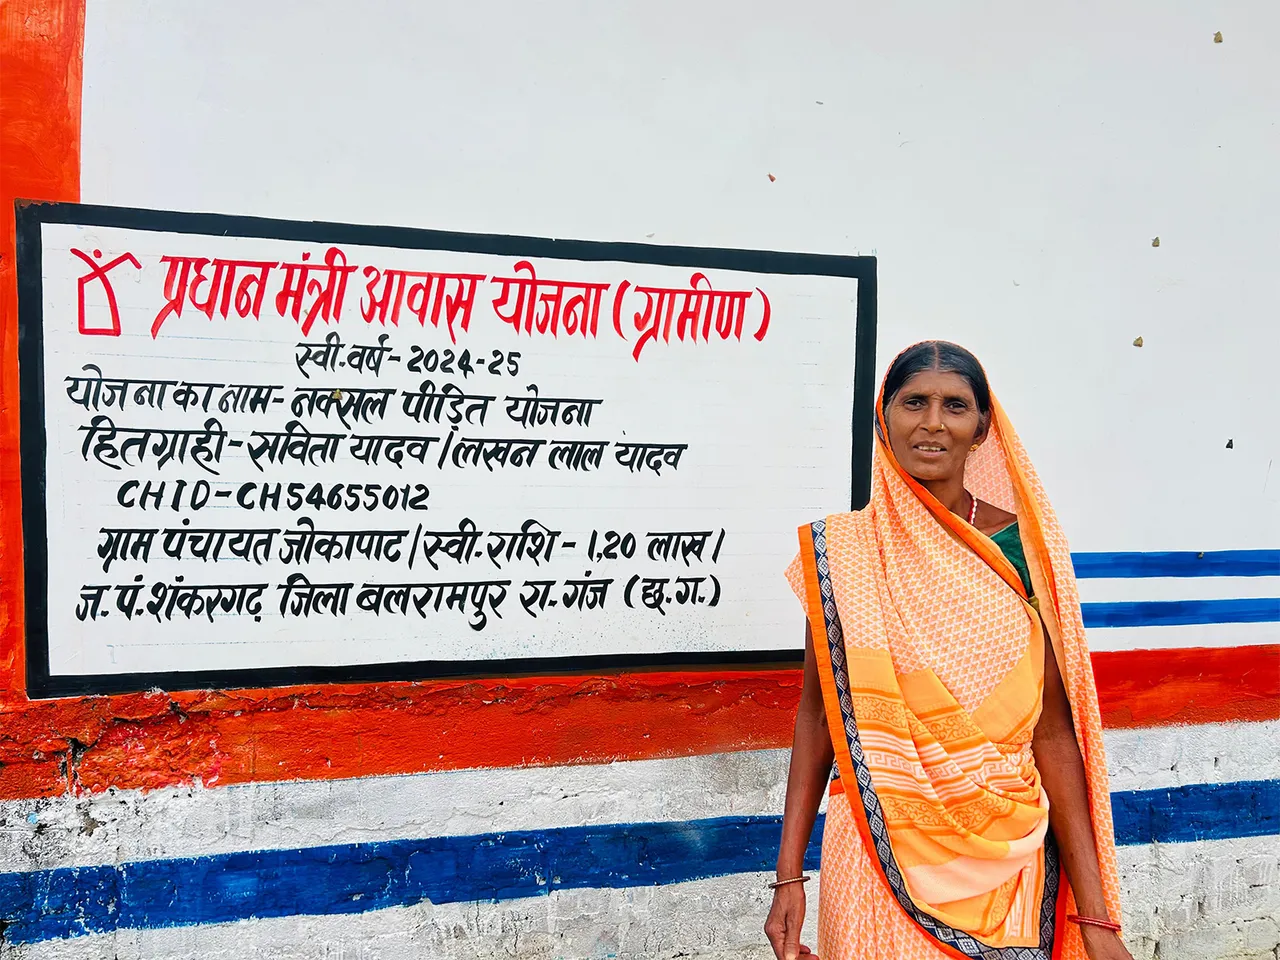 प्रधान मंत्री आवास योजना (ग्रामीण)
स्वी. वर्ष - 2024-25
योजना का नाम - नक्सल पीड़ित योजना
हितग्राही - सविता यादव / लखन लाल यादव
CHID - CH54655012
ग्राम पंचायत जोकापाट / स्वी. राशि - 1,20 लाख /
ज. पं. शंकरगढ़ जिला बलरामपुर रा. गंज (छ. ग.)